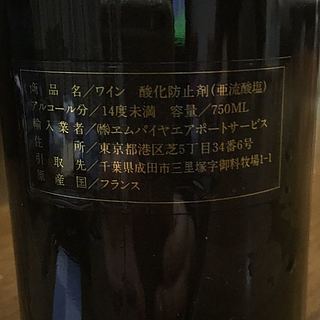 商品名／ワイン 酸化防止剤(亜流酸塩)
アルコール分／14度未満 容量／750ML
輸入業者／㈱エムパイヤエアポートサービス
住所／東京都港区芝5丁目34番6号
引取先／千葉県成田市三里塚字御料牧場1-1
原産国／フランス